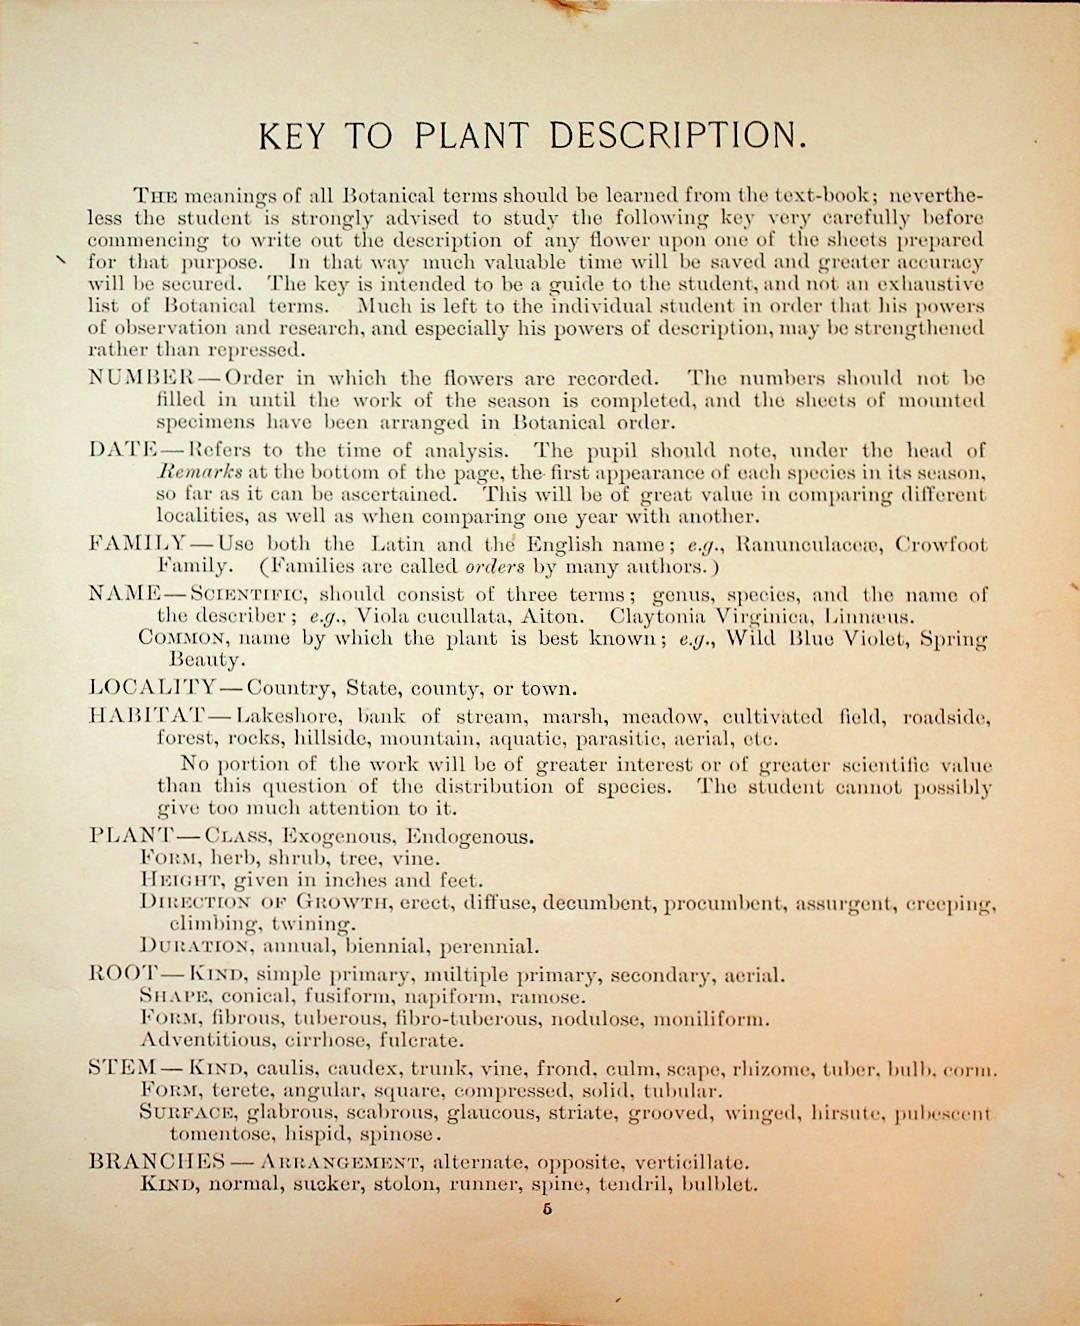 KEY TO PLANT DESCRIPTION.
THE meanings of all Botanical terms should be learned from the text-book; neverthe-
less the student is strongly advised to study the following key very carefully before
commencing to write out the description of any flower upon one of the sheets prepared
for that purpose. In that way much valuable time will be saved and greater accuracy
will be secured. The key is intended to be a guide to the student, and not an exhaustive
list of Botanical terms. Much is left to the individual student in order that his powers
of observation and research, and especially his powers of description, may be strengthened
rather than repressed.
NUMBER—Order in which the flowers are recorded. The numbers should not be
filled in until the work of the season is completed, and the sheets of mounted
specimens have been arranged in Botanical order.
DATE—Refers to the time of analysis. The pupil should note, under the head of
Remarks at the bottom of the page, the first appearance of each species in its season,
so far as it can be ascertained. This will be of great value in comparing different
localities, as well as when comparing one year with another.
FAMILY—Use both the Latin and the English name; e.g., Ranunculaceæ, Crowfoot
Family. (Families are called orders by many authors.)
NAME—SCIENTIFIC, should consist of three terms; genus, species, and the name of
the describer; e.g., Viola cucullata, Aiton. Claytonia Virginica, Linnæus.
COMMON, name by which the plant is best known; e.g., Wild Blue Violet, Spring
Beauty.
LOCALITY—Country, State, county, or town.
HABITAT—Lakeshore, bank of stream, marsh, meadow, cultivated field, roadside,
forest, rocks, hillside, mountain, aquatic, parasitic, aerial, etc.
No portion of the work will be of greater interest or of greater scientific value
than this question of the distribution of species. The student cannot possibly
give too much attention to it.
PLANT—CLASS, Exogenous, Endogenous.
FORM, herb, shrub, tree, vine.
HEIGHT, given in inches and feet.
DIRECTION OF GROWTH, erect, diffuse, decumbent, procumbent, assurgent, creeping,
climbing, twining.
DURATION, annual, biennial, perennial.
ROOT—KIND, simple primary, multiple primary, secondary, aerial.
SHAPE, conical, fusiform, napiform, ramose.
FORM, fibrous, tuberous, fibro-tuberous, nodulose, moniliform.
Adventitious, cirrhose, fulcrate.
STEM—KIND, caulis, caudex, trunk, vine, frond, culm, scape, rhizome, tuber, bulb, corm.
FORM, terete, angular, square, compressed, solid, tubular.
SURFACE, glabrous, scabrous, glaucous, striate, grooved, winged, hirsute, pubescent
tomentose, hispid, spinose.
BRANCHES—ARRANGEMENT, alternate, opposite, verticillate.
KIND, normal, sucker, stolon, runner, spine, tendril, bulblet.
5